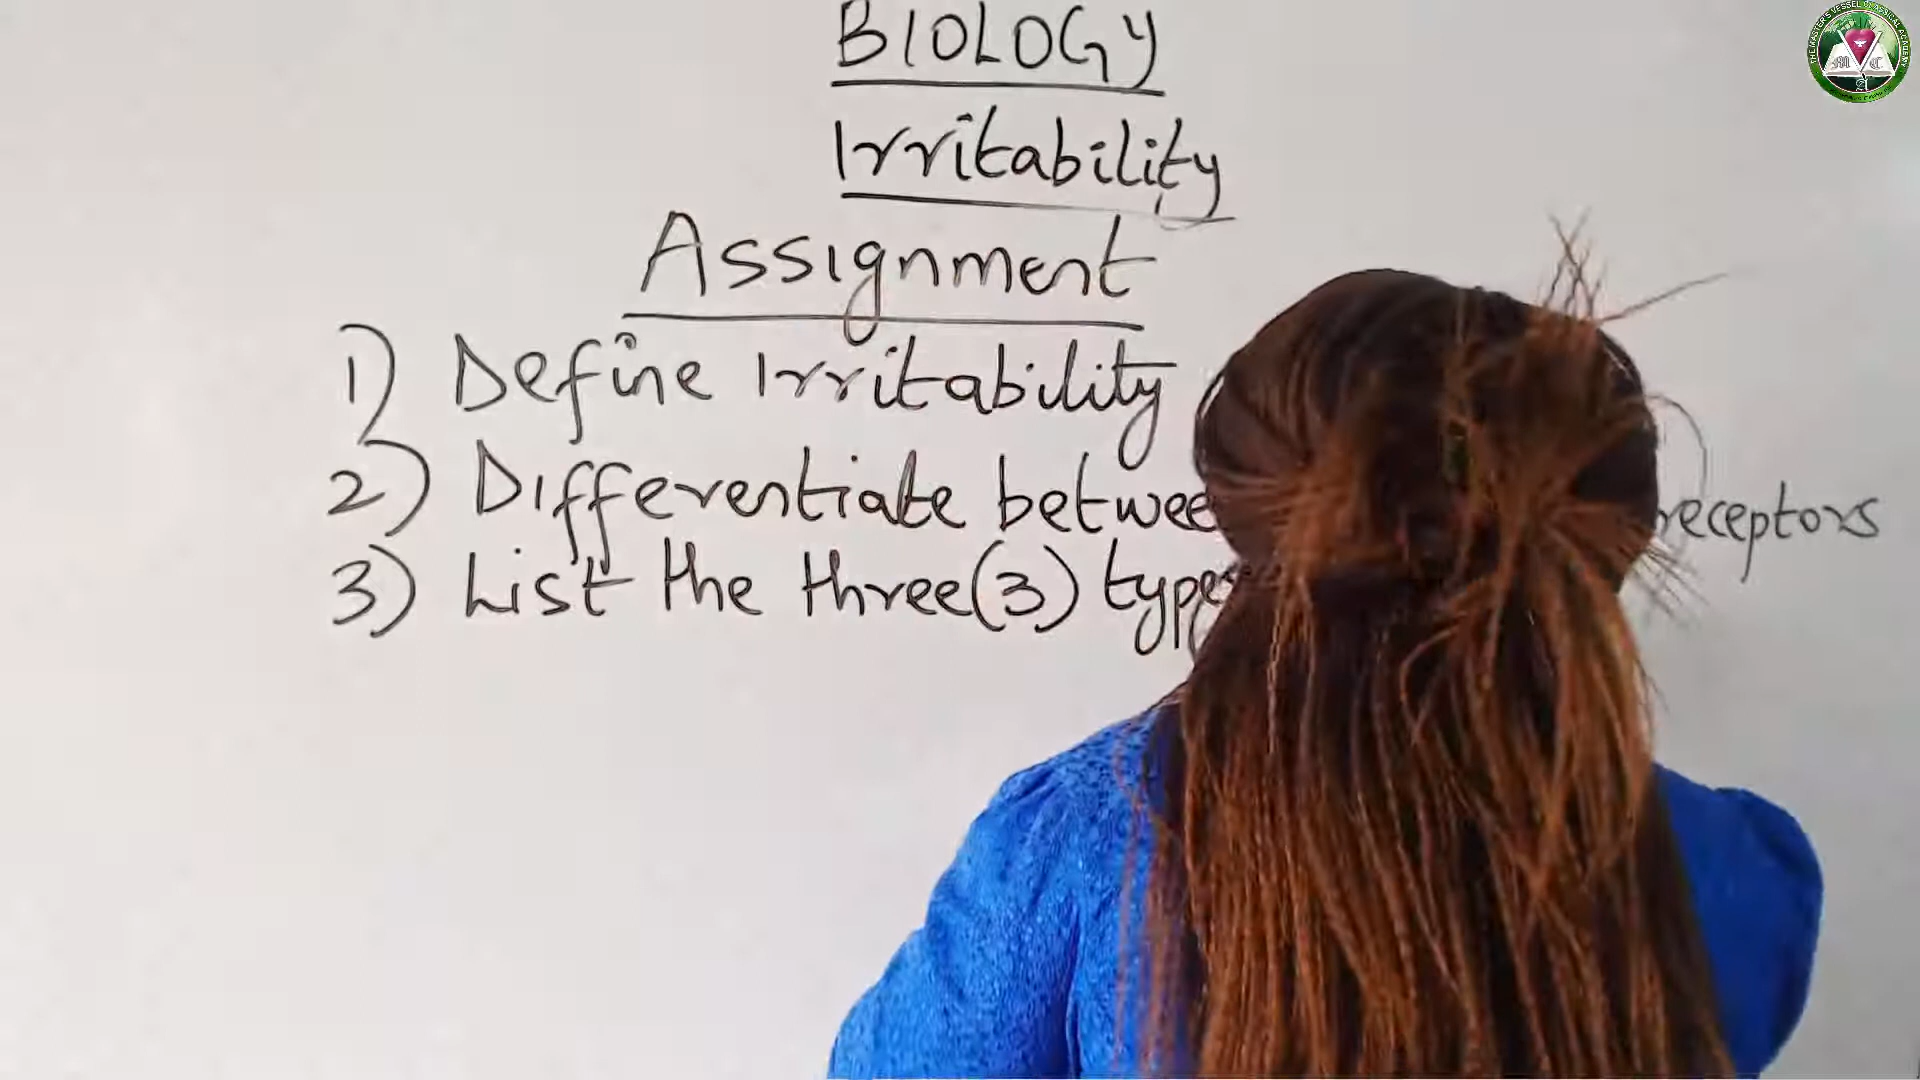 BIOLOGY
Irritability
Assignment
1) Define Irritability
2) Differentiate between receptors
3) List the three(3) types